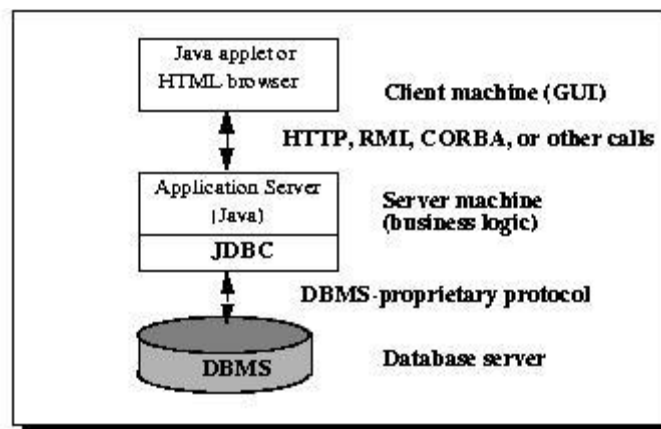 Java applet or
HTML browser
Client machine (GUI)
HTTP, RMI, CORBA, or other calls
Application Server
(Java)
JDBC
Server machine
(business logic)
DBMS-proprietary protocol
DBMS
Database server